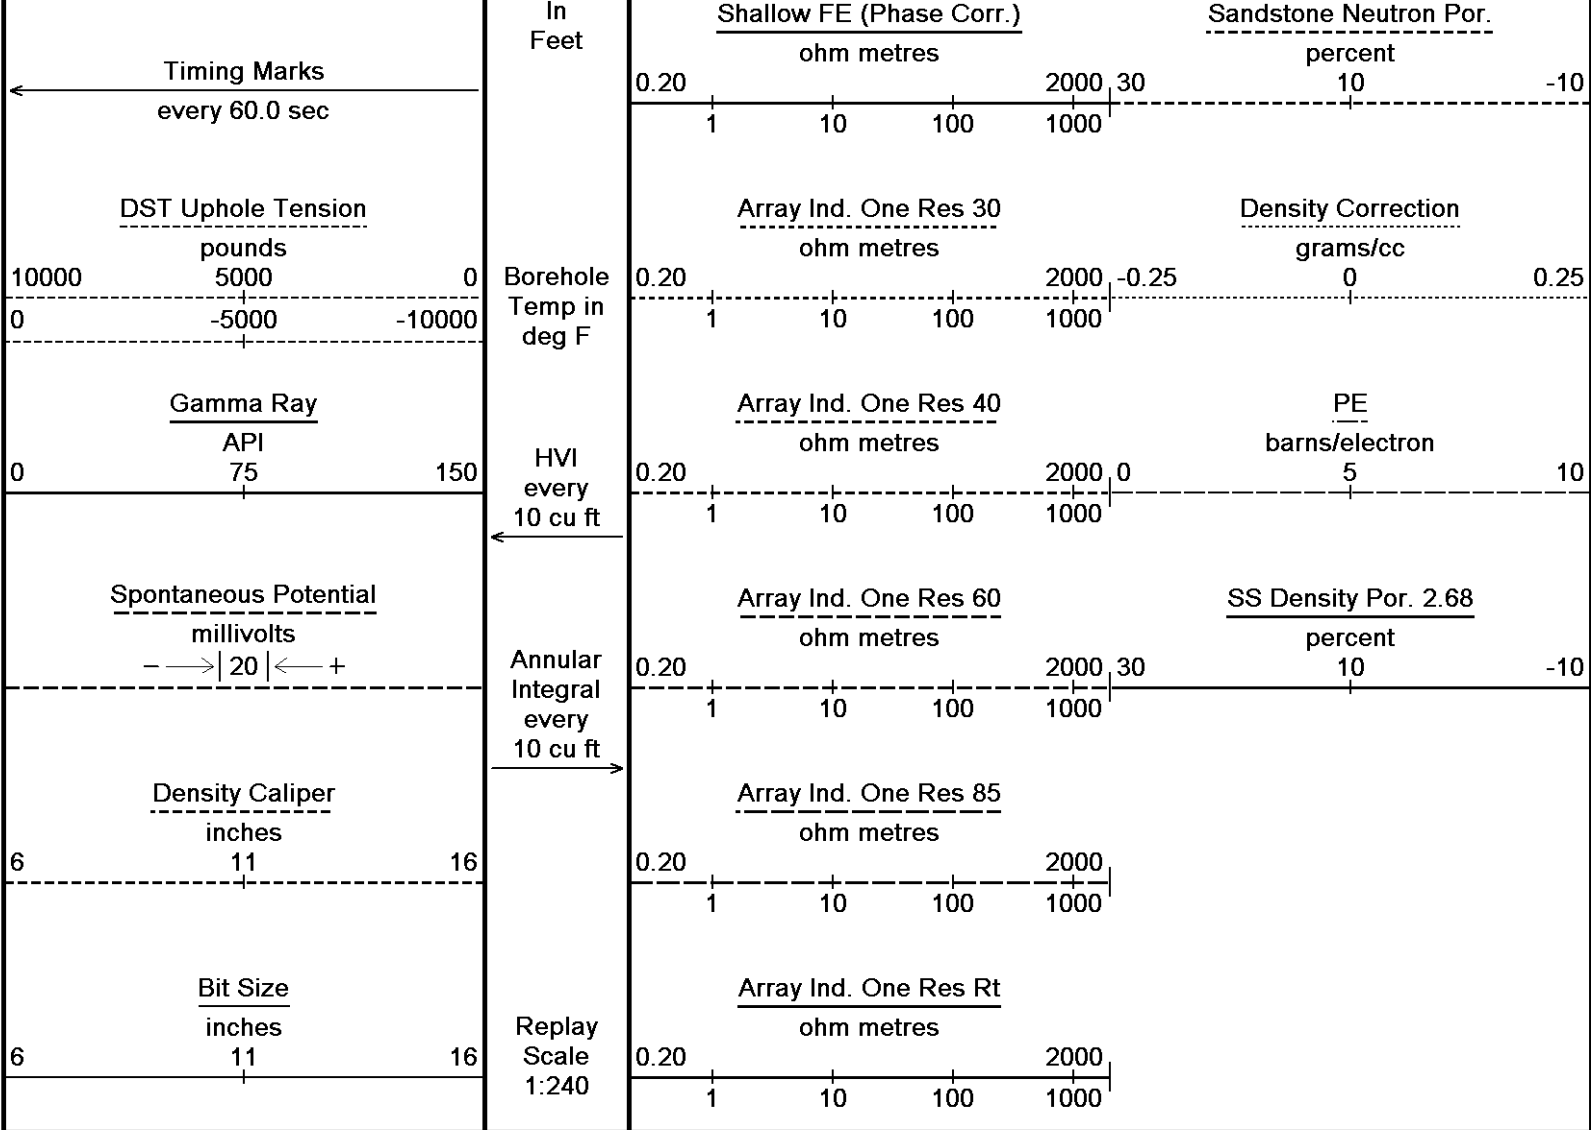 Timing Marks
every 60.0 sec
DST Uphole Tension
pounds
10000 5000 0
0 -5000 -10000
Gamma Ray
API
0 75 150
Spontaneous Potential
millivolts
− 20 +
Density Caliper
inches
6 11 16
Bit Size
inches
6 11 16
In
Feet
Borehole
Temp in
deg F
HVI
every
10 cu ft
Annular
Integral
every
10 cu ft
Replay
Scale
1:240
Shallow FE (Phase Corr.)
ohm metres
0.20 2000
1 10 100 1000
Array Ind. One Res 30
ohm metres
0.20 2000
1 10 100 1000
Array Ind. One Res 40
ohm metres
0.20 2000
1 10 100 1000
Array Ind. One Res 60
ohm metres
0.20 2000
1 10 100 1000
Array Ind. One Res 85
ohm metres
0.20 2000
1 10 100 1000
Array Ind. One Res Rt
ohm metres
0.20 2000
1 10 100 1000
Sandstone Neutron Por.
percent
30 10 -10
Density Correction
grams/cc
-0.25 0 0.25
PE
barns/electron
0 5 10
SS Density Por. 2.68
percent
30 10 -10